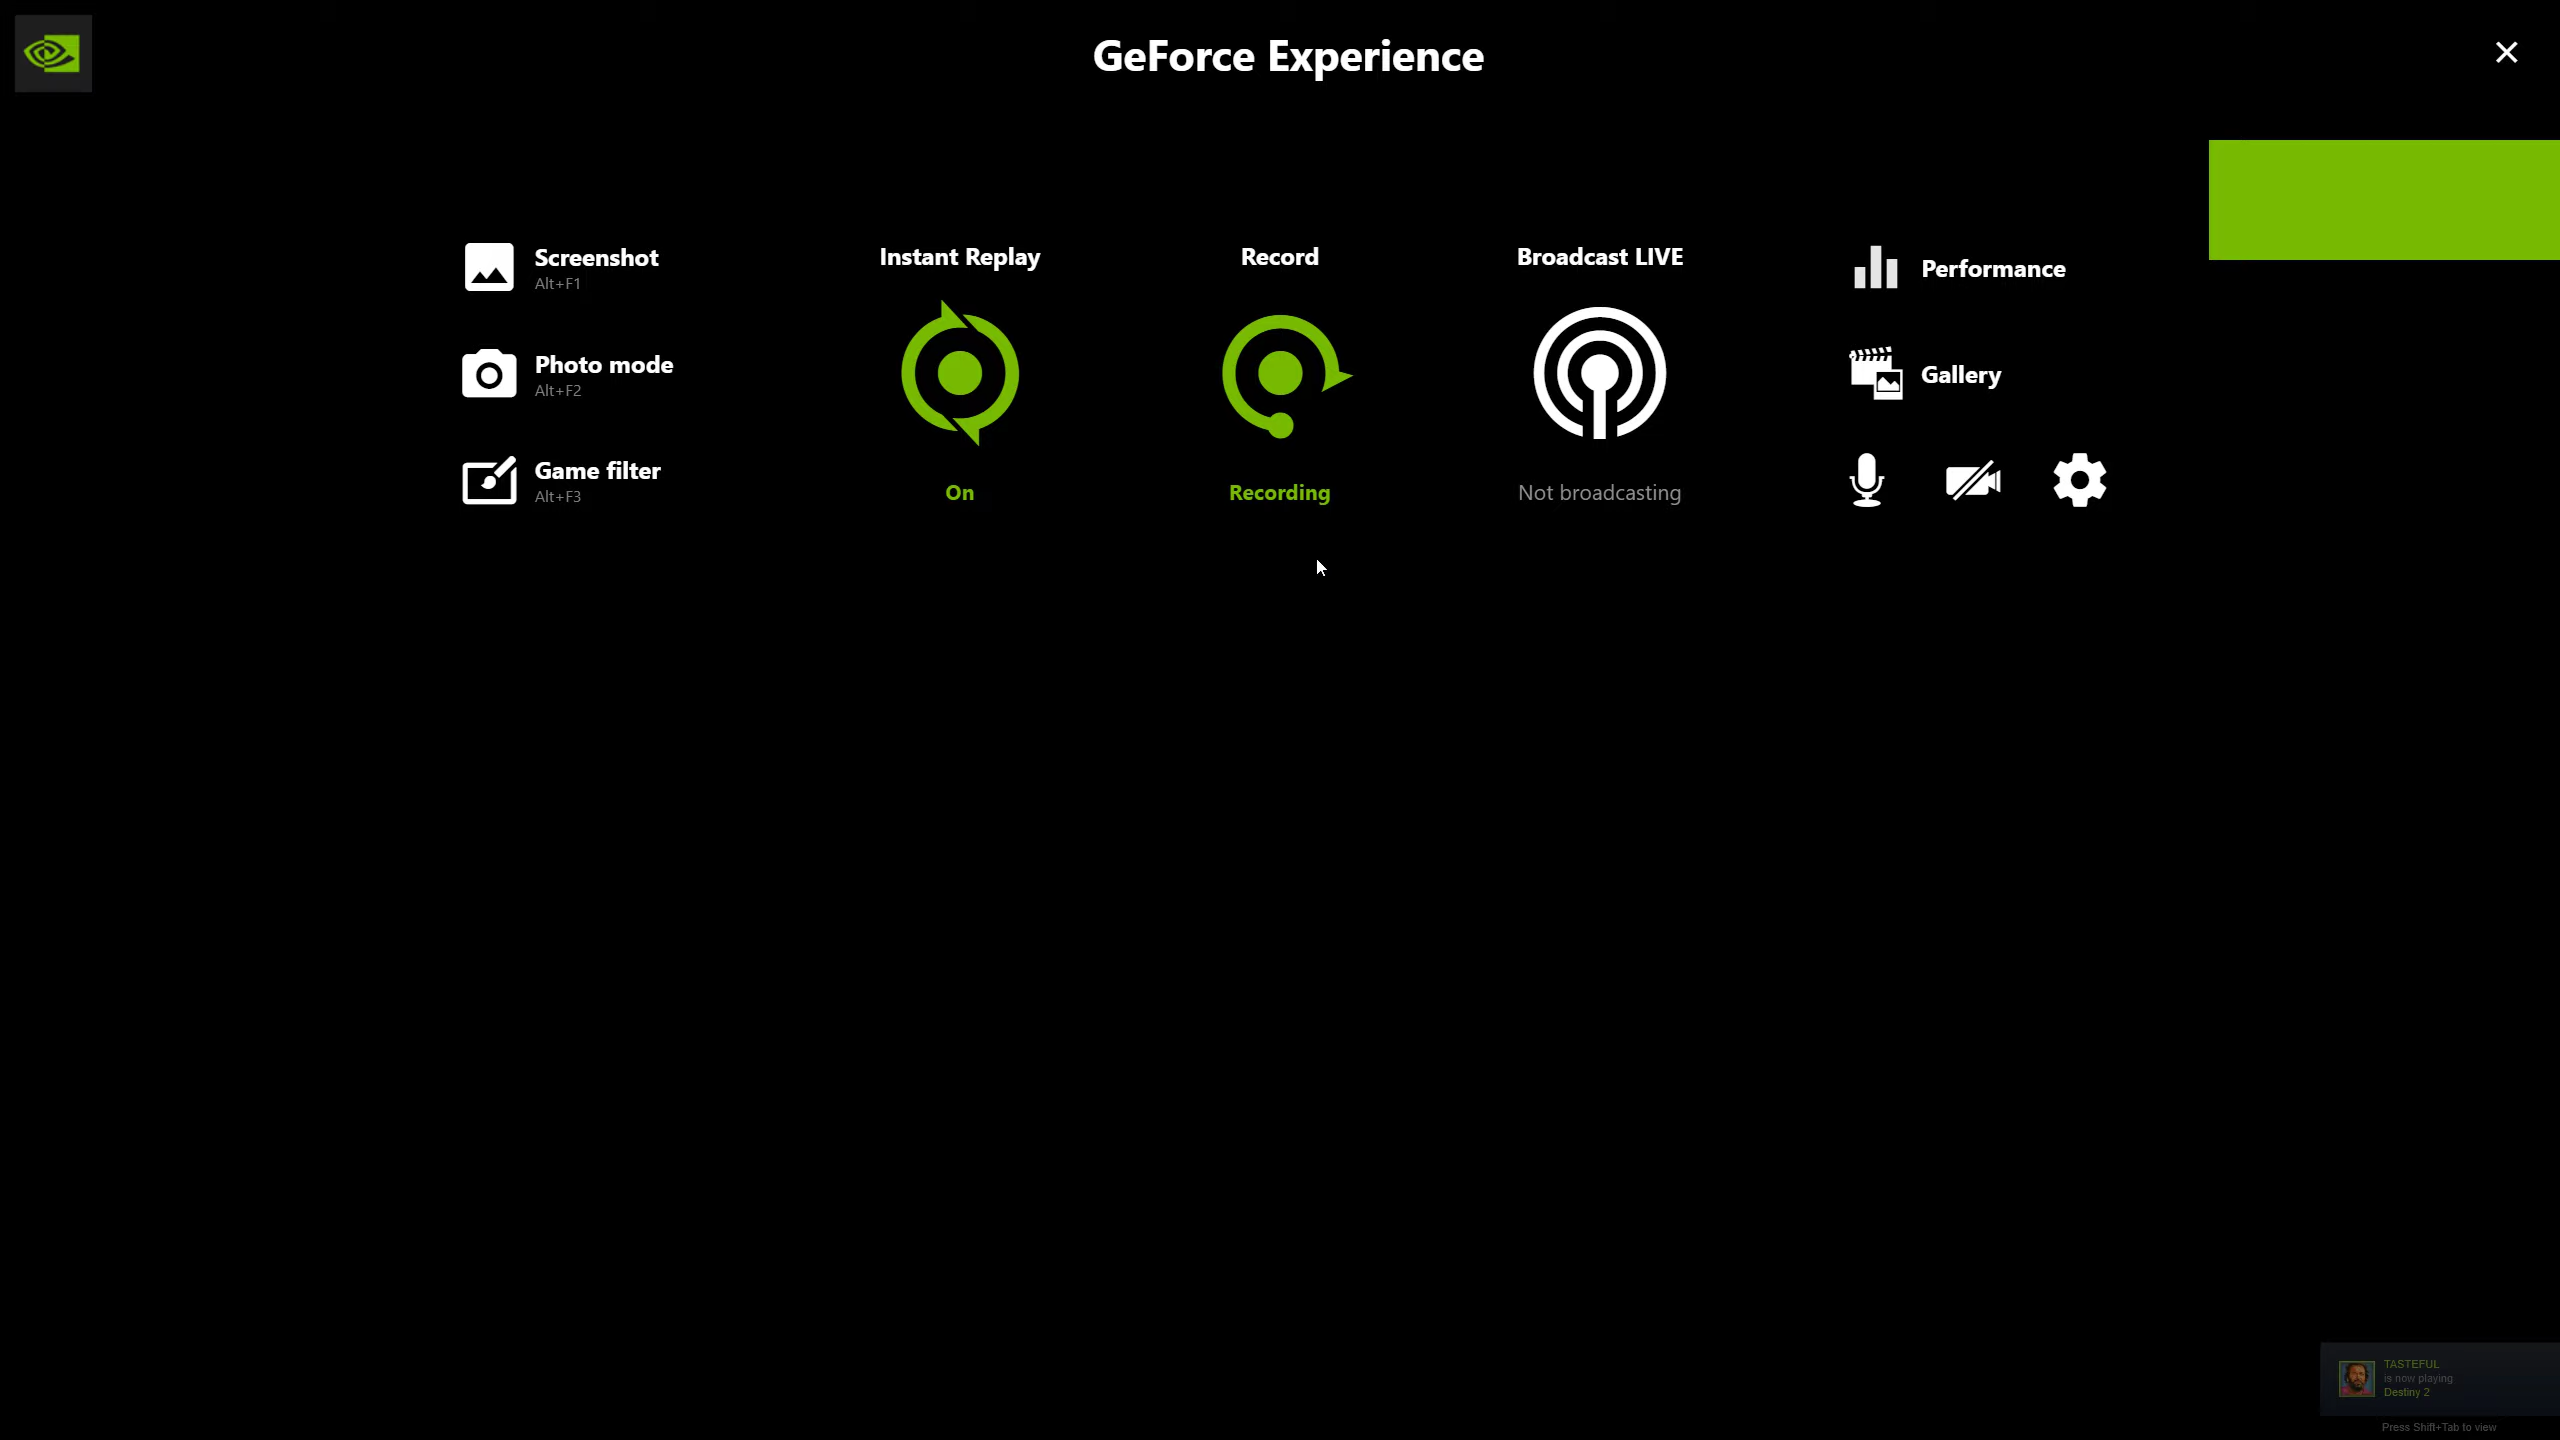 GeForce Experience
Screenshot
Alt+F1
Photo mode
Alt+F2
Game filter
Alt+F3
Instant Replay
On
Record
Recording
Broadcast LIVE
Not broadcasting
Performance
Gallery
TASTEFUL
is now playing
Destiny 2
Press Shift+Tab to view